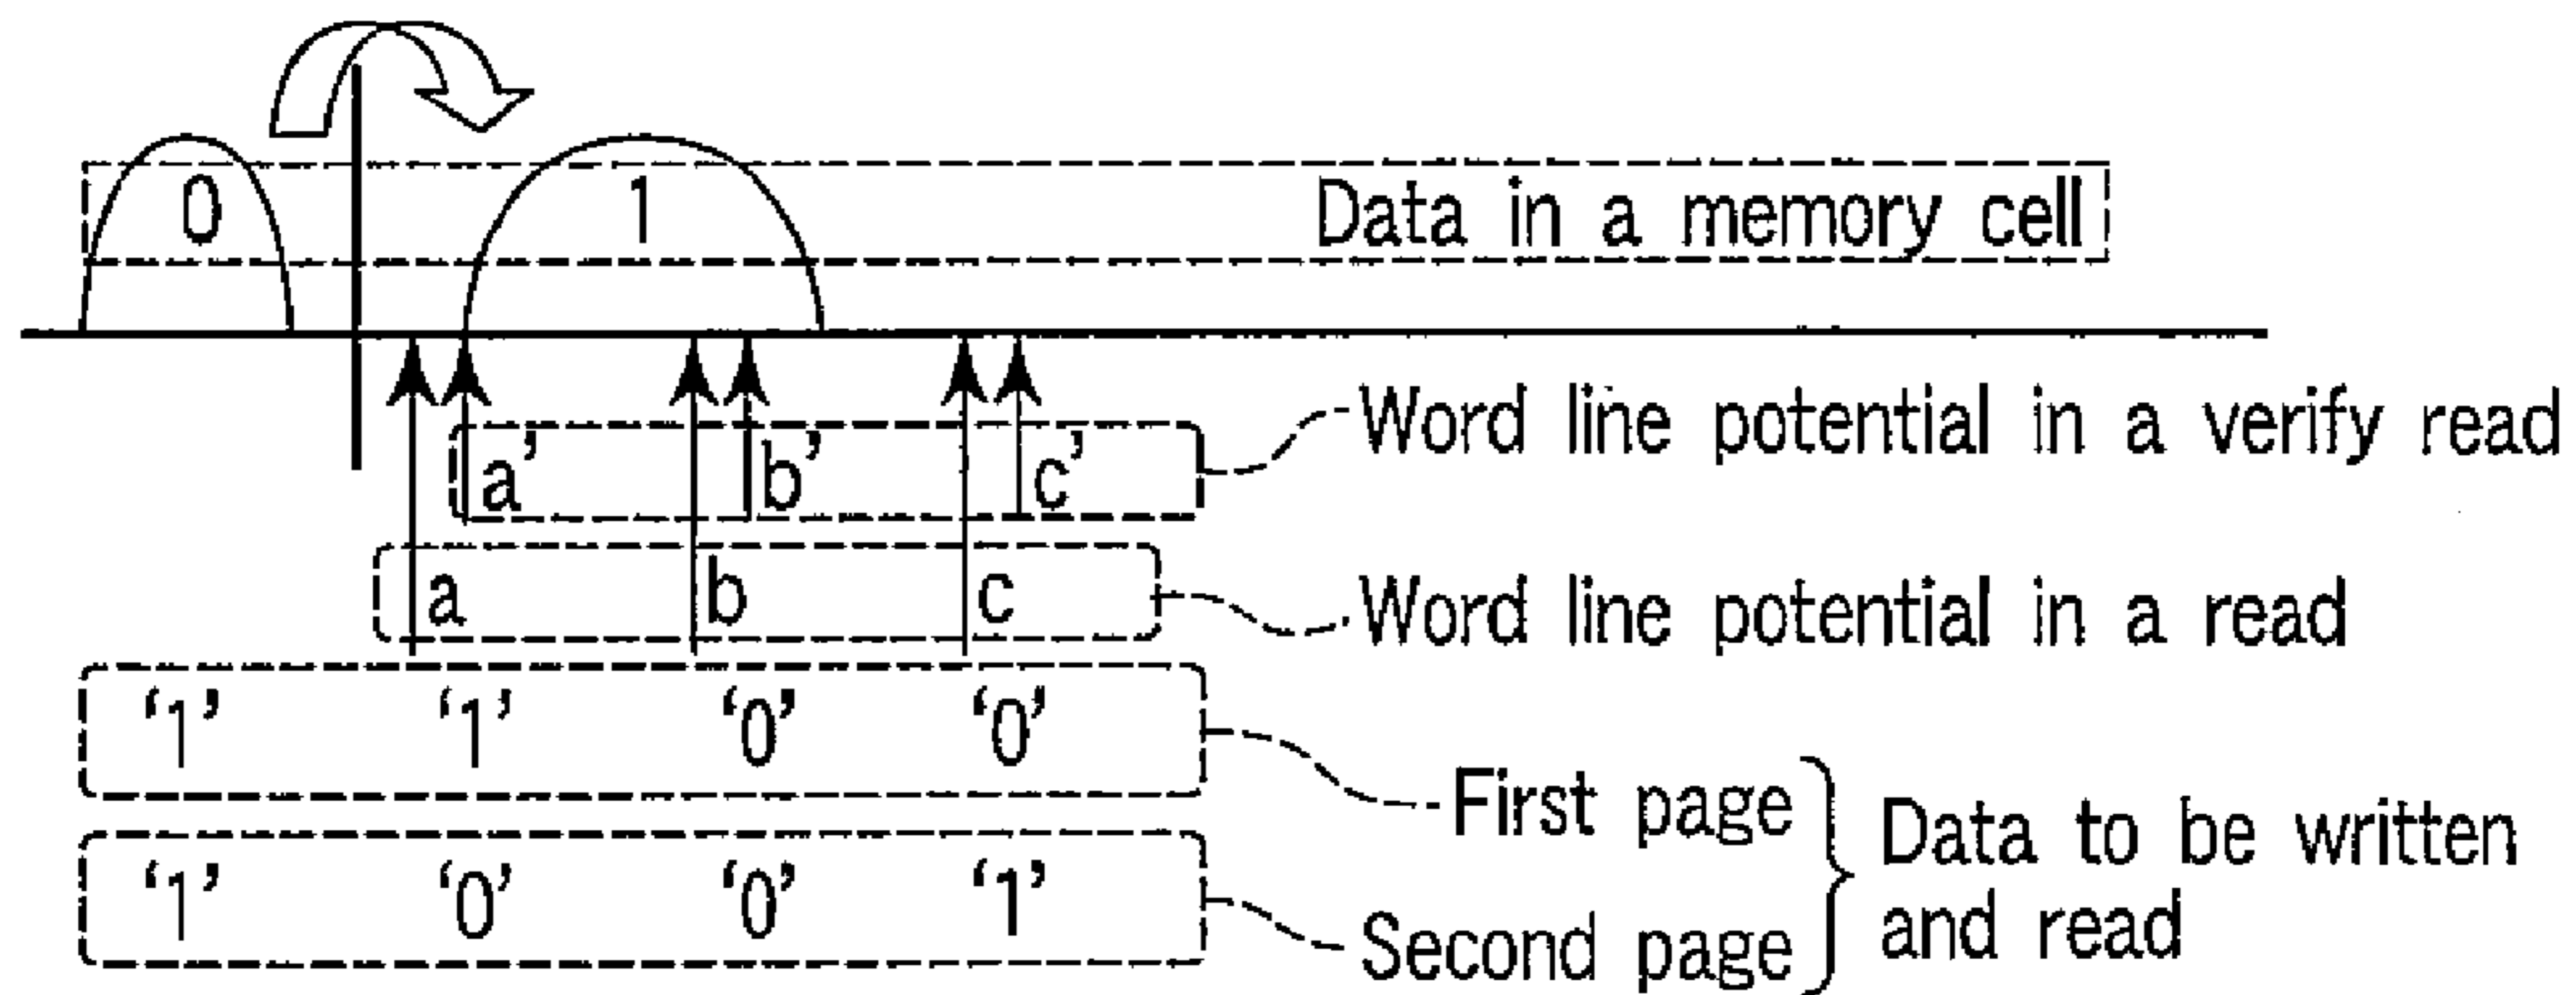 0 1 Data in a memory cell
a' b' c' Word line potential in a verify read
a b c Word line potential in a read
'1' '1' '0' '0'
First page
'1' '0' '0' '1'
Second page
Data to be written
and read